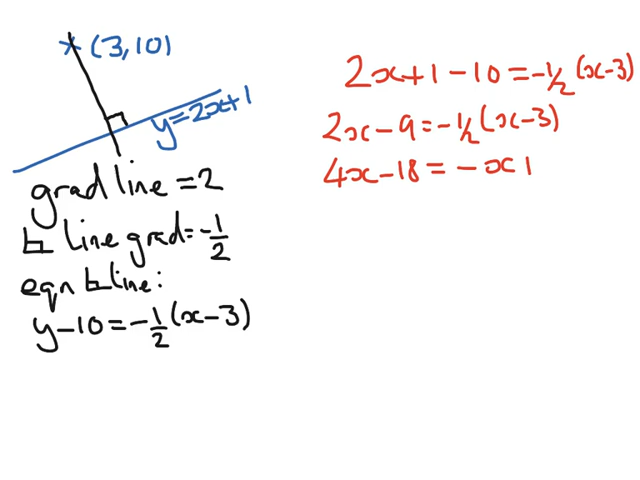 (3,10)
y=2x+1
grad line = 2
line grad = -1/2
eqn line:
y-10 = -1/2(x-3)
2x+1-10 = -1/2(x-3)
2x-9 = -1/2(x-3)
4x-18 = -x